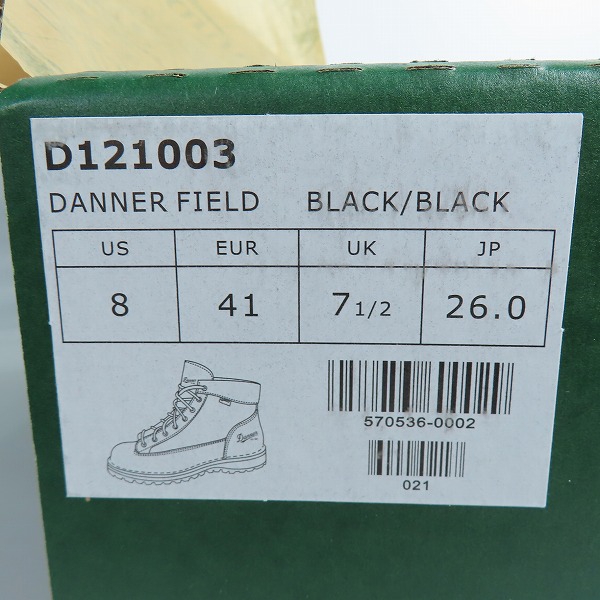 D121003
DANNER FIELD BLACK/BLACK
US EUR UK JP
8 41 7 1/2 26.0
570536-0002
Danner
021